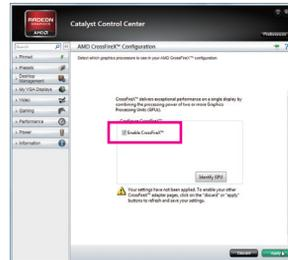 RADEON
GRAPHICS
AMD
Catalyst Control Center
Preferences
Search
AMD CrossFireX™ Configuration
Pinned
Presets
Desktop
Management
My VGA Displays
Video
Gaming
Performance
Power
Information
Select which graphics processors to use in your AMD CrossFireX™ configuration.
CrossFireX™ delivers exceptional performance on a single display by
combining the processing power of two or more Graphics
Processing Units (GPU).
Configure CrossFireX™
Enable CrossFireX™
Identify GPU
Your settings have not been applied. To enable your other
CrossFireX™ adapter pages, click on the "discard" or "apply"
buttons to refresh and save your settings.
Discard
Apply